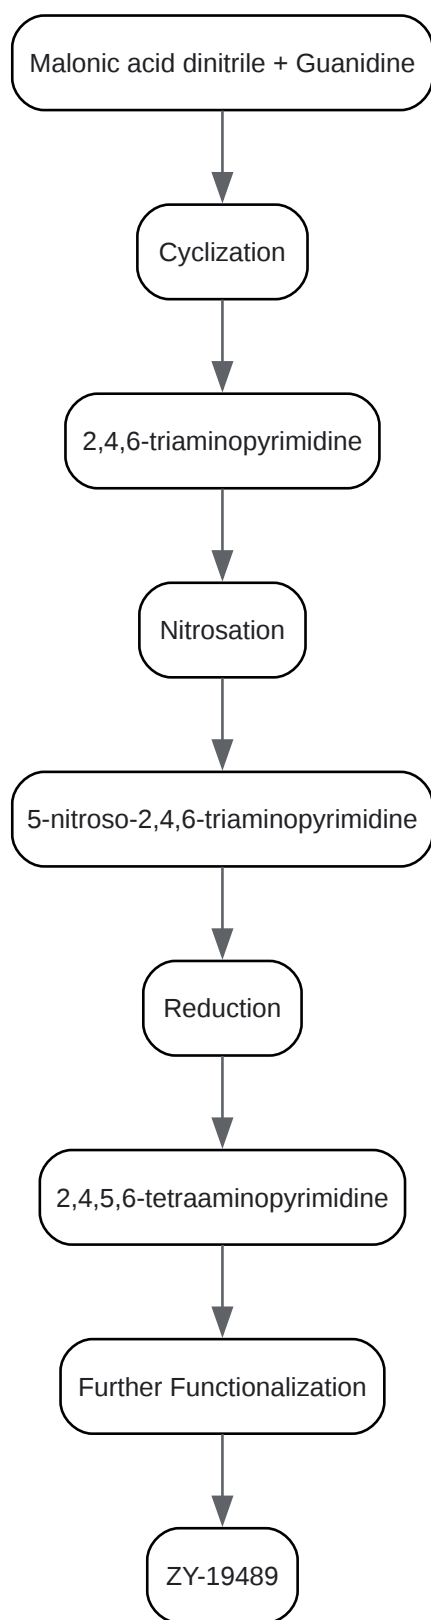 Malonic acid dinitrile + Guanidine
Cyclization
2,4,6-triaminopyrimidine
Nitrosation
5-nitroso-2,4,6-triaminopyrimidine
Reduction
2,4,5,6-tetraaminopyrimidine
Further Functionalization
ZY-19489